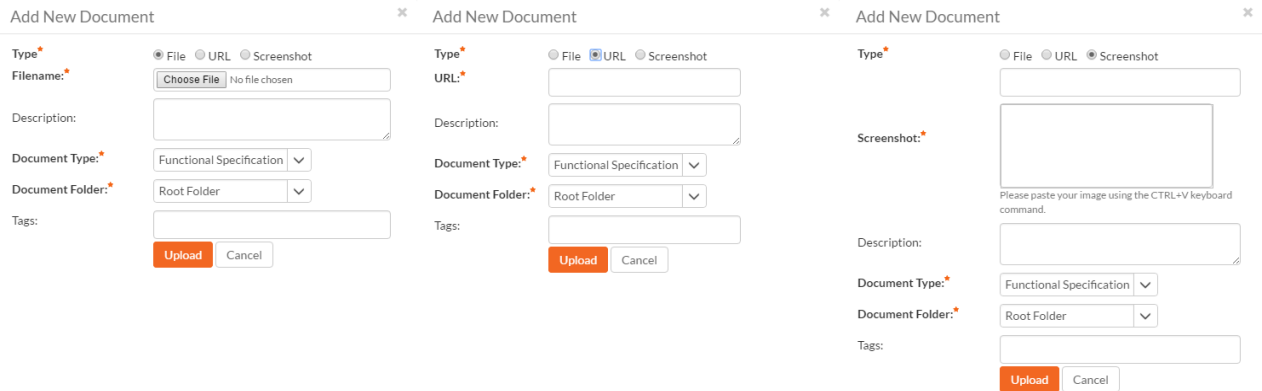 Add New Document ×
Type* File URL Screenshot
Filename:* Choose File No file chosen
Description:
Document Type:* Functional Specification
Document Folder:* Root Folder
Tags:
Upload Cancel
Add New Document ×
Type* File URL Screenshot
URL:*
Description:
Document Type:* Functional Specification
Document Folder:* Root Folder
Tags:
Upload Cancel
Add New Document ×
Type* File URL Screenshot
Screenshot:*
Please paste your image using the CTRL+V keyboard
command.
Description:
Document Type:* Functional Specification
Document Folder:* Root Folder
Tags:
Upload Cancel